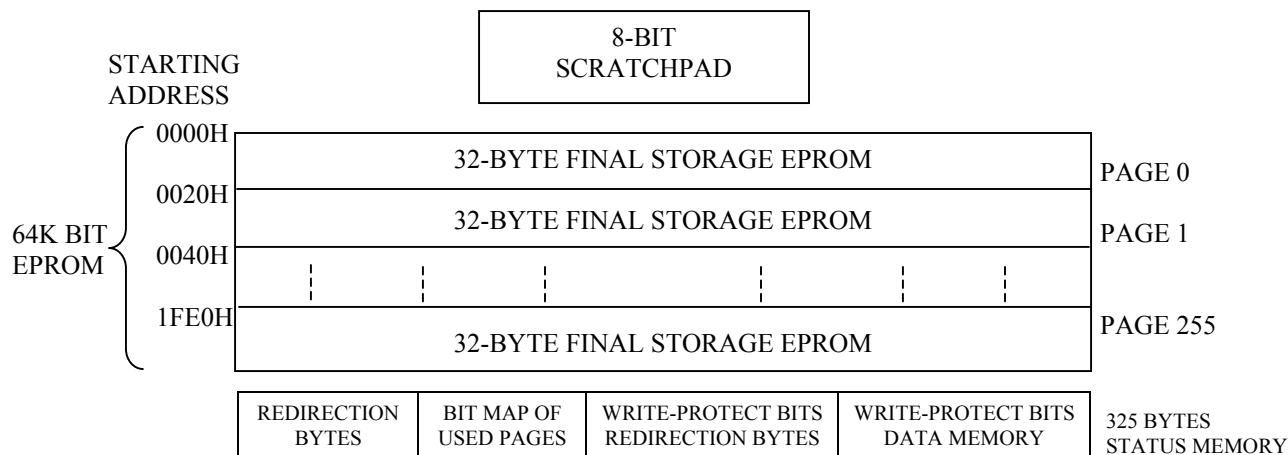 8-BIT
SCRATCHPAD
STARTING
ADDRESS
0000H
32-BYTE FINAL STORAGE EPROM
PAGE 0
0020H
32-BYTE FINAL STORAGE EPROM
PAGE 1
64K BIT
EPROM
0040H
1FE0H
32-BYTE FINAL STORAGE EPROM
PAGE 255
REDIRECTION
BYTES
BIT MAP OF
USED PAGES
WRITE-PROTECT BITS
REDIRECTION BYTES
WRITE-PROTECT BITS
DATA MEMORY
325 BYTES
STATUS MEMORY